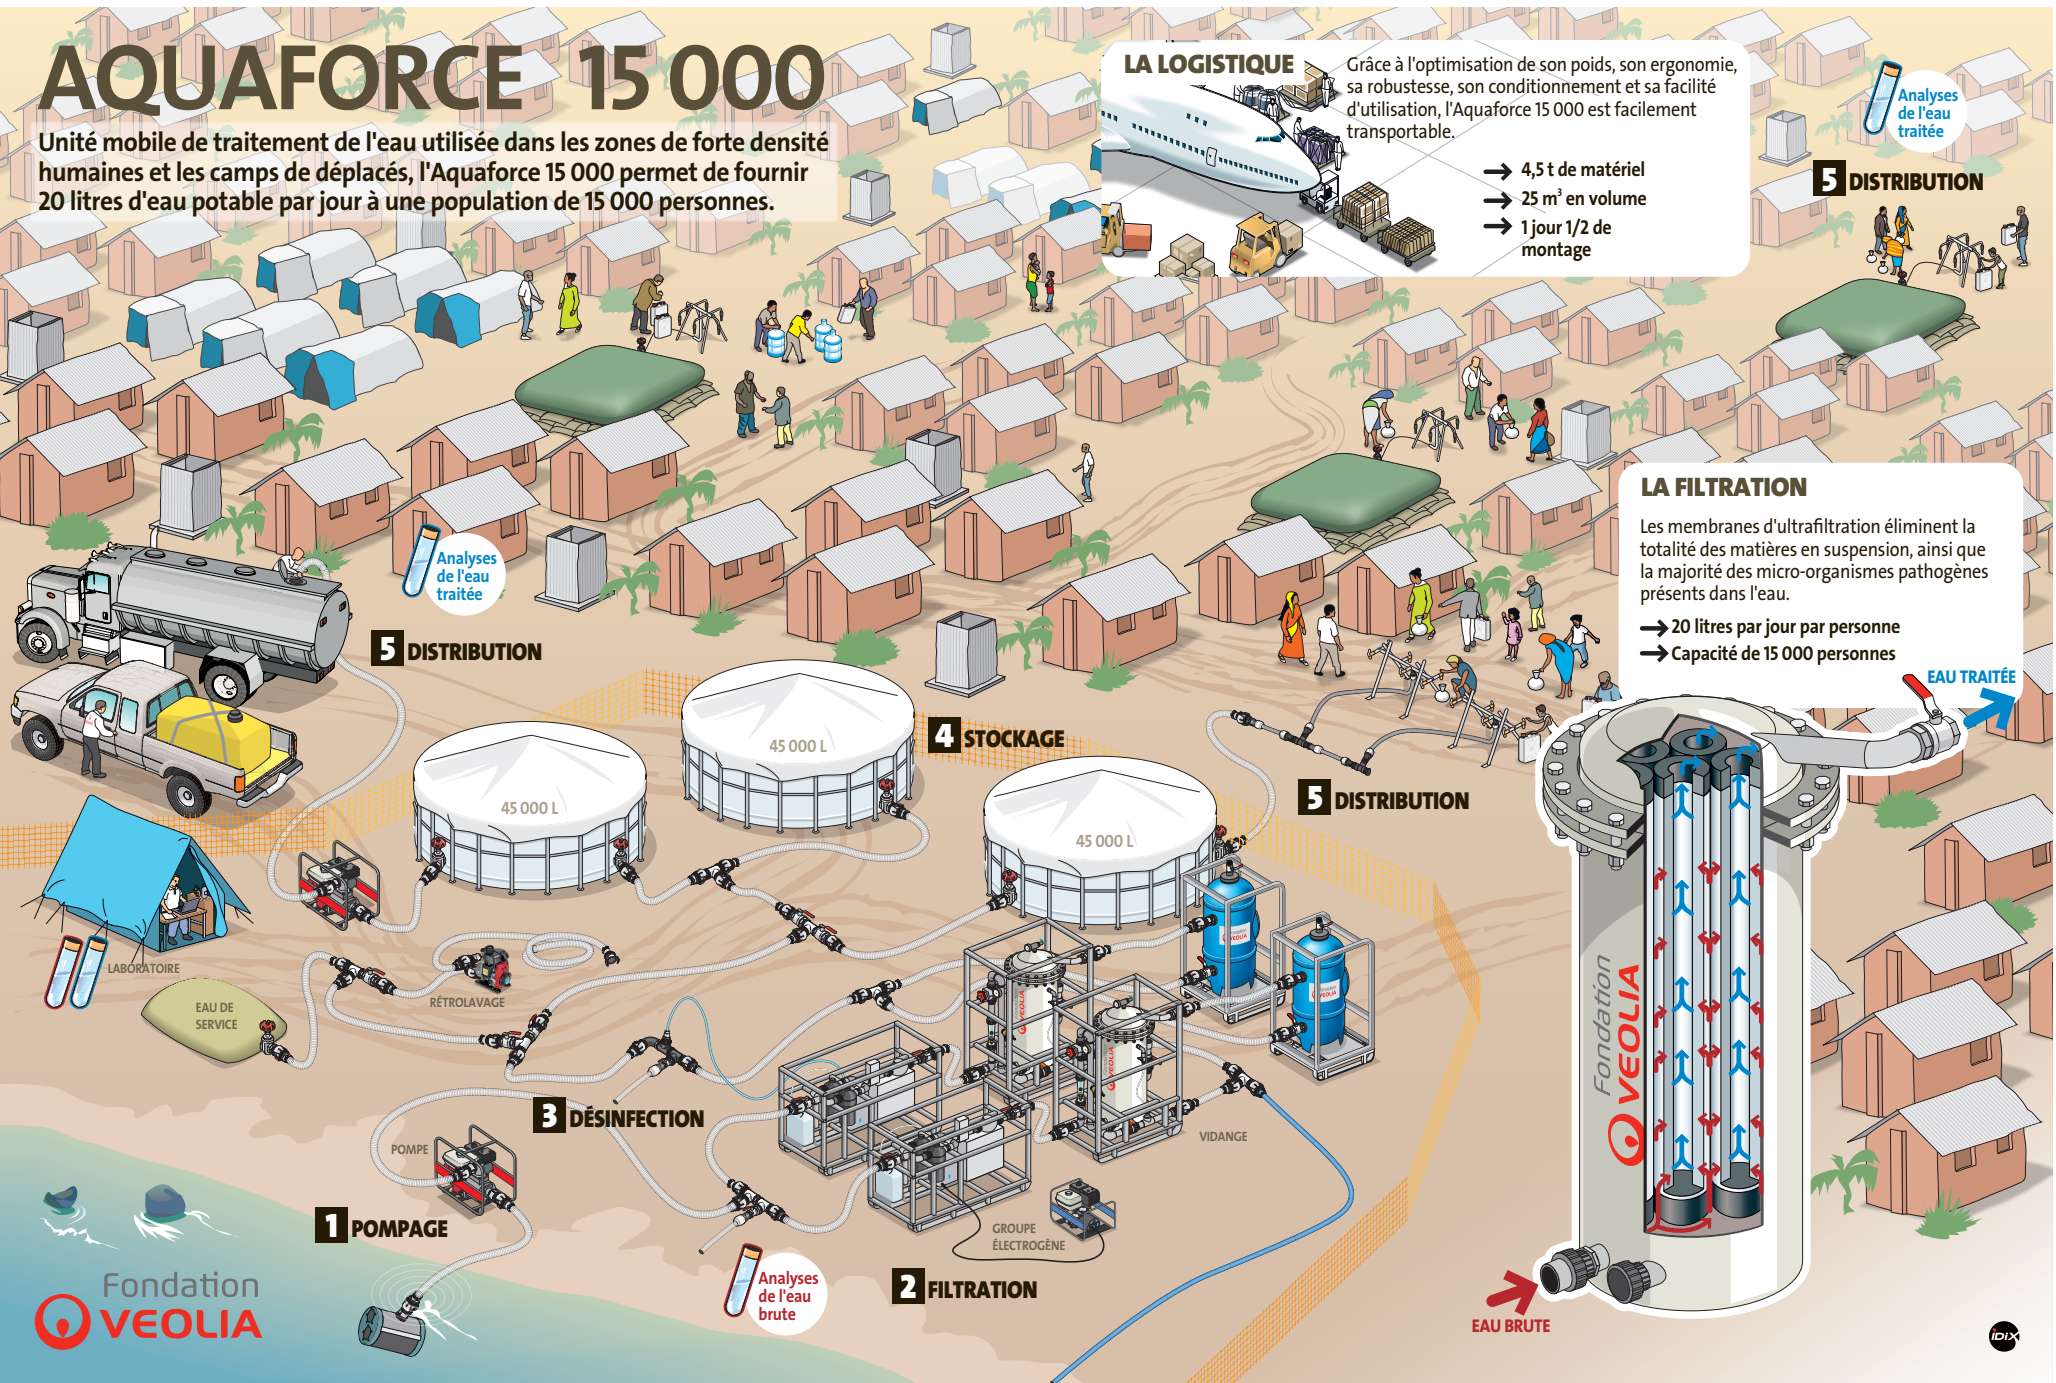 AQUAFORCE 15 000
Unité mobile de traitement de l'eau utilisée dans les zones de forte densité
humaines et les camps de déplacés, l'Aquaforce 15 000 permet de fournir
20 litres d'eau potable par jour à une population de 15 000 personnes.
LA LOGISTIQUE
Grâce à l'optimisation de son poids, son ergonomie,
sa robustesse, son conditionnement et sa facilité
d'utilisation, l'Aquaforce 15 000 est facilement
transportable.
→ 4,5 t de matériel
→ 25 m³ en volume
→ 1 jour 1/2 de
montage
Analyses
de l'eau
traitée
5 DISTRIBUTION
LA FILTRATION
Les membranes d'ultrafiltration éliminent la
totalité des matières en suspension, ainsi que
la majorité des micro-organismes pathogènes
présents dans l'eau.
→ 20 litres par jour par personne
→ Capacité de 15 000 personnes
EAU TRAITÉE
Analyses
de l'eau
traitée
5 DISTRIBUTION
45 000 L
4 STOCKAGE
45 000 L
45 000 L
5 DISTRIBUTION
LABORATOIRE
EAU DE
SERVICE
RÉTROLAVAGE
Fondation
VEOLIA
Fondation
VEOLIA
VEOLIA
VEOLIA
Fondation
VEOLIA
3 DÉSINFECTION
POMPE
VIDANGE
1 POMPAGE
GROUPE
ÉLECTROGÈNE
2 FILTRATION
Analyses
de l'eau
brute
EAU BRUTE
Fondation
VEOLIA
iDiX